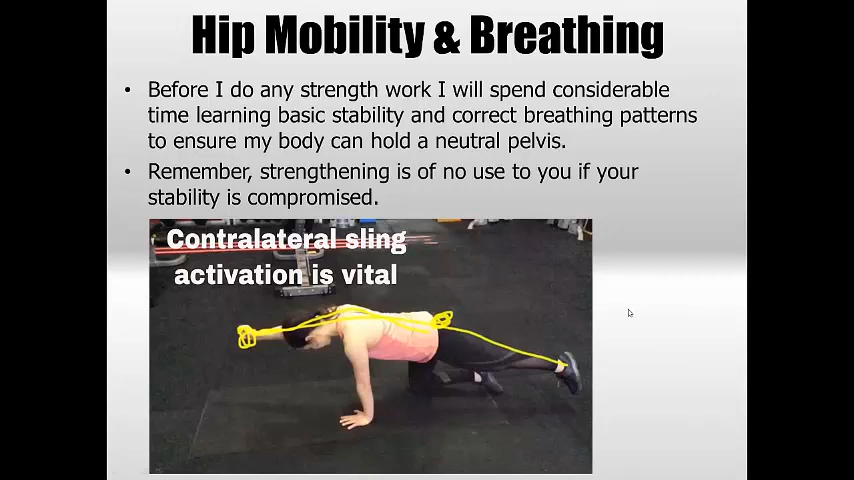 Hip Mobility & Breathing
• Before I do any strength work I will spend considerable
time learning basic stability and correct breathing patterns
to ensure my body can hold a neutral pelvis.
• Remember, strengthening is of no use to you if your
stability is compromised.
Contralateral sling
activation is vital